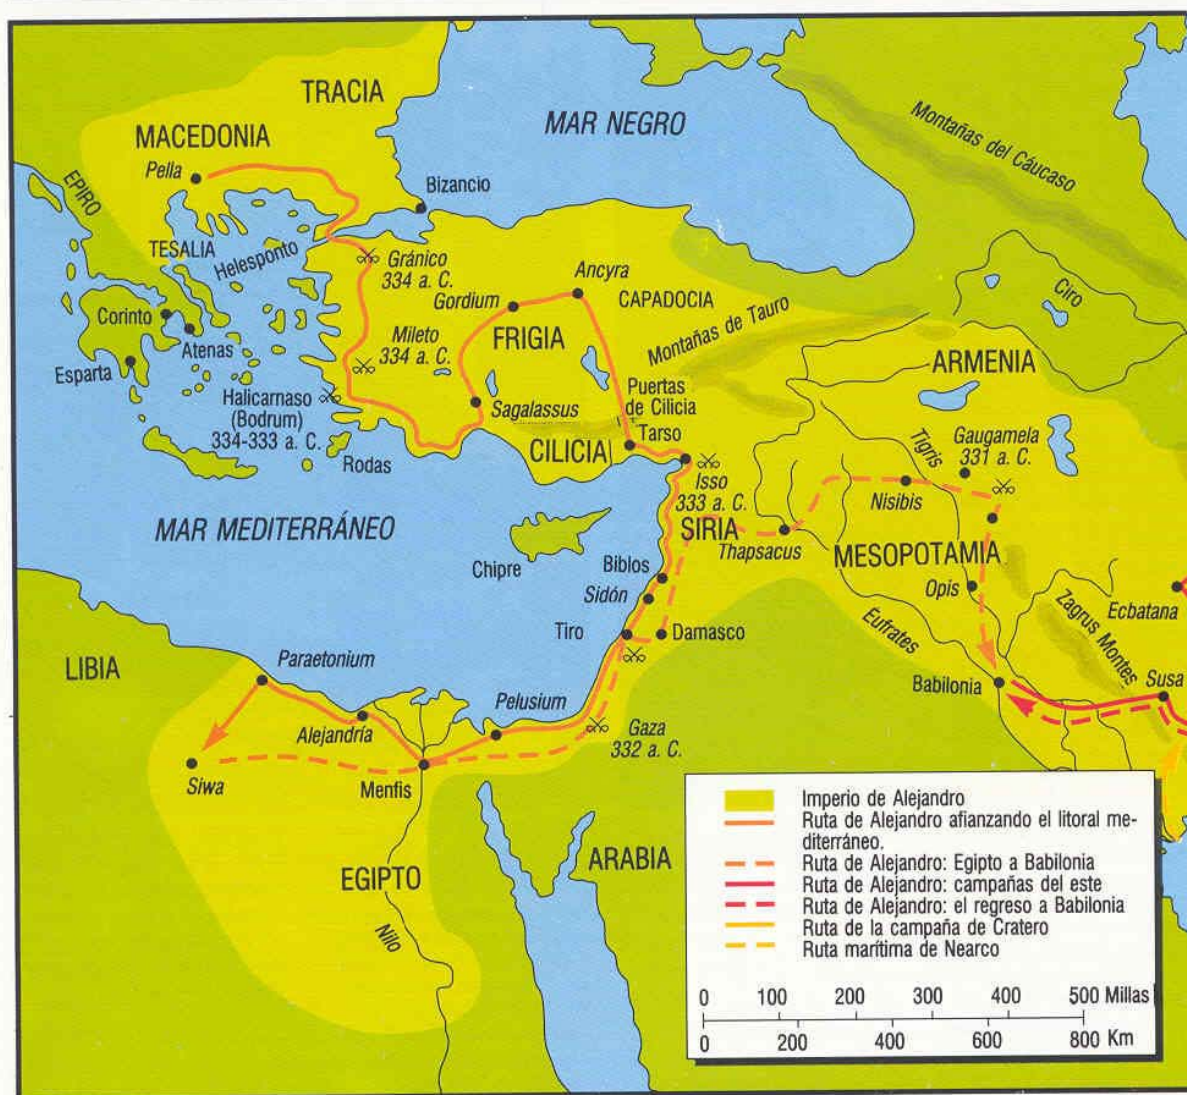 TRACIA
MAR NEGRO
MACEDONIA
Montañas del Cáucaso
Pella
EPIRO
Bizancio
TESALIA
Helesponto
Gránico
334 a. C.
Ancyra
Gordium
CAPADOCIA
Ciro
Corinto
Atenas
Mileto
334 a. C.
FRIGIA
Montañas de Tauro
ARMENIA
Esparta
Halicarnaso
(Bodrum)
334-333 a. C.
Sagalassus
Puertas
de Cilicia
Tarso
Rodas
CILICIA
Tigris
Gaugamela
331 a. C.
Isso
333 a. C.
Nisibis
MAR MEDITERRÁNEO
SIRIA
Thapsacus
MESOPOTAMIA
Chipre
Biblos
Sidón
Opis
Zagrus Montes
Ecbatana
Tiro
Damasco
Eufrates
LIBIA
Paraetonium
Babilonia
Susa
Pelusium
Alejandría
Gaza
332 a. C.
Siwa
Menfis
EGIPTO
Nilo
ARABIA
Imperio de Alejandro
Ruta de Alejandro afianzando el litoral me-
diterráneo.
Ruta de Alejandro: Egipto a Babilonia
Ruta de Alejandro: campañas del este
Ruta de Alejandro: el regreso a Babilonia
Ruta de la campaña de Cratero
Ruta marítima de Nearco
0 100 200 300 400 500 Millas
0 200 400 600 800 Km